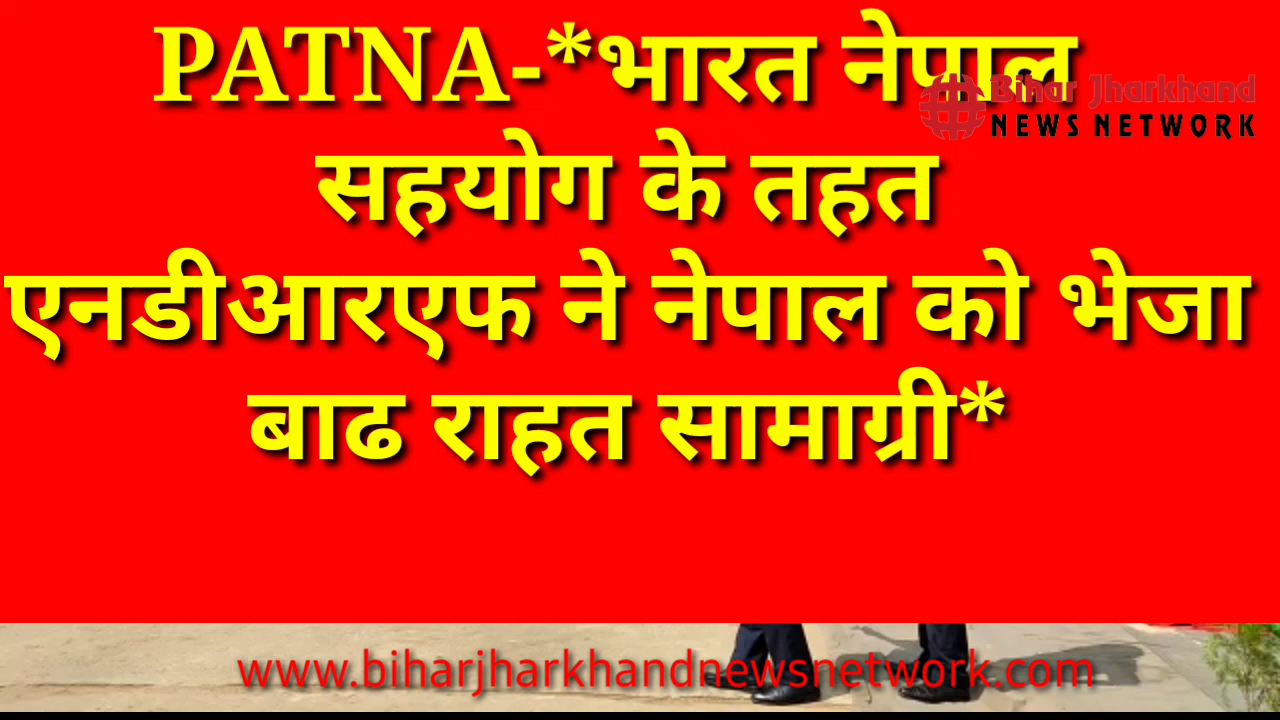 PATNA-*भारत नेपाल
Bihar Jharkhand
NEWS NETWORK
सहयोग के तहत
एनडीआरएफ ने नेपाल को भेजा
बाढ राहत सामाग्री*
www.biharjharkhandnewsnetwork.com